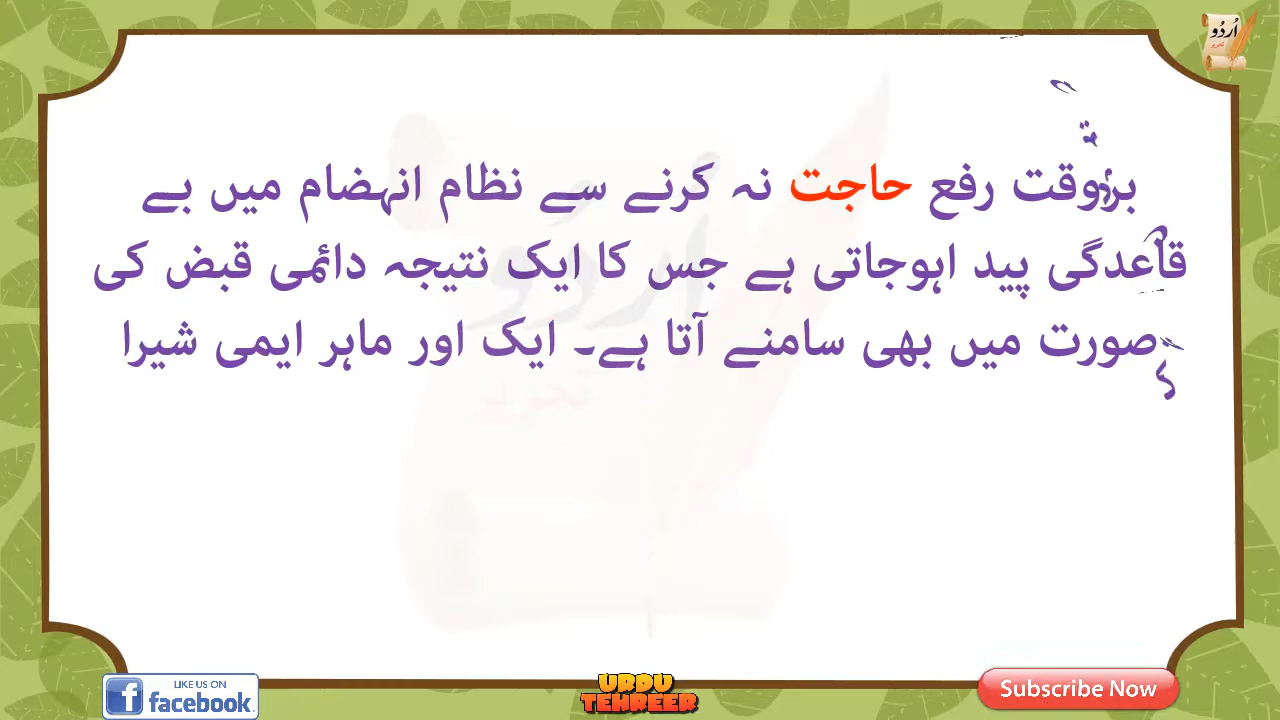 اُردُو
تحریر
بروقت رفع حاجت نہ کرنے سے نظام انہضام میں بے
قاعدگی پید اہوجاتی ہے جس کا ایک نتیجہ دائمی قبض کی
صورت میں بھی سامنے آتا ہے۔ ایک اور ماہر ایمی شیرا
LIKE US ON
facebook.
URDU
TEHREER
Subscribe Now